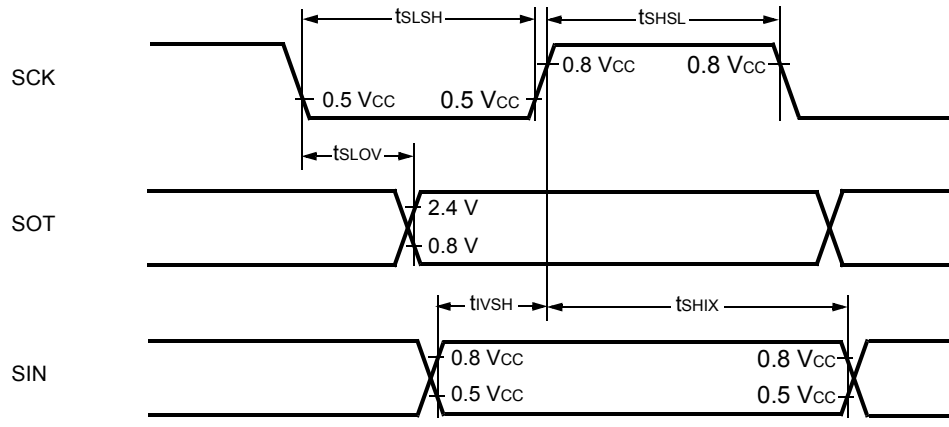 tSLSH tSHSL
SCK
0.8 VCC 0.8 VCC
0.5 VCC 0.5 VCC
tSLOV
SOT
2.4 V
0.8 V
tIVSH tSHIX
SIN
0.8 VCC 0.8 VCC
0.5 VCC 0.5 VCC